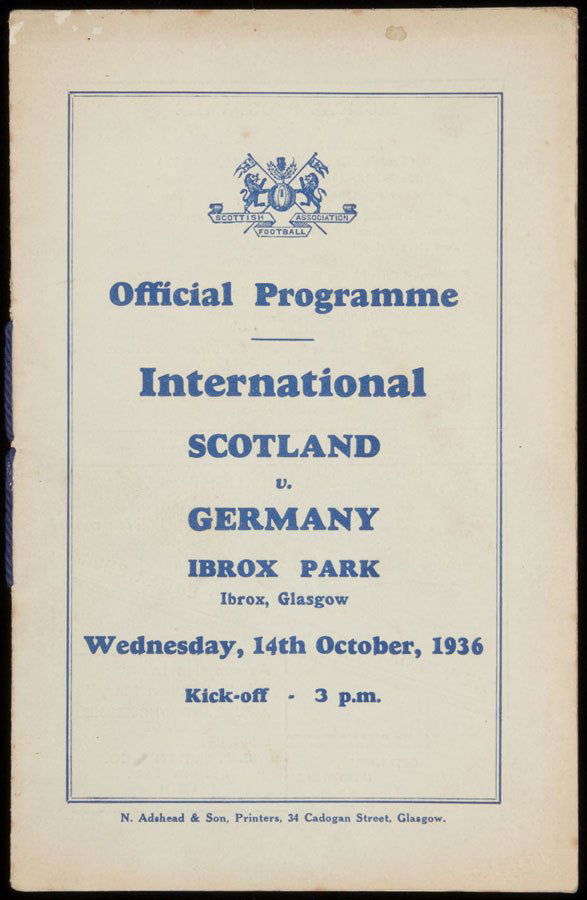 SCOTTISH ASSOCIATION
FOOTBALL
Official Programme
International
SCOTLAND
v.
GERMANY
IBROX PARK
Ibrox, Glasgow
Wednesday, 14th October, 1936
Kick-off - 3 p.m.
N. Adshead & Son, Printers, 34 Cadogan Street, Glasgow.